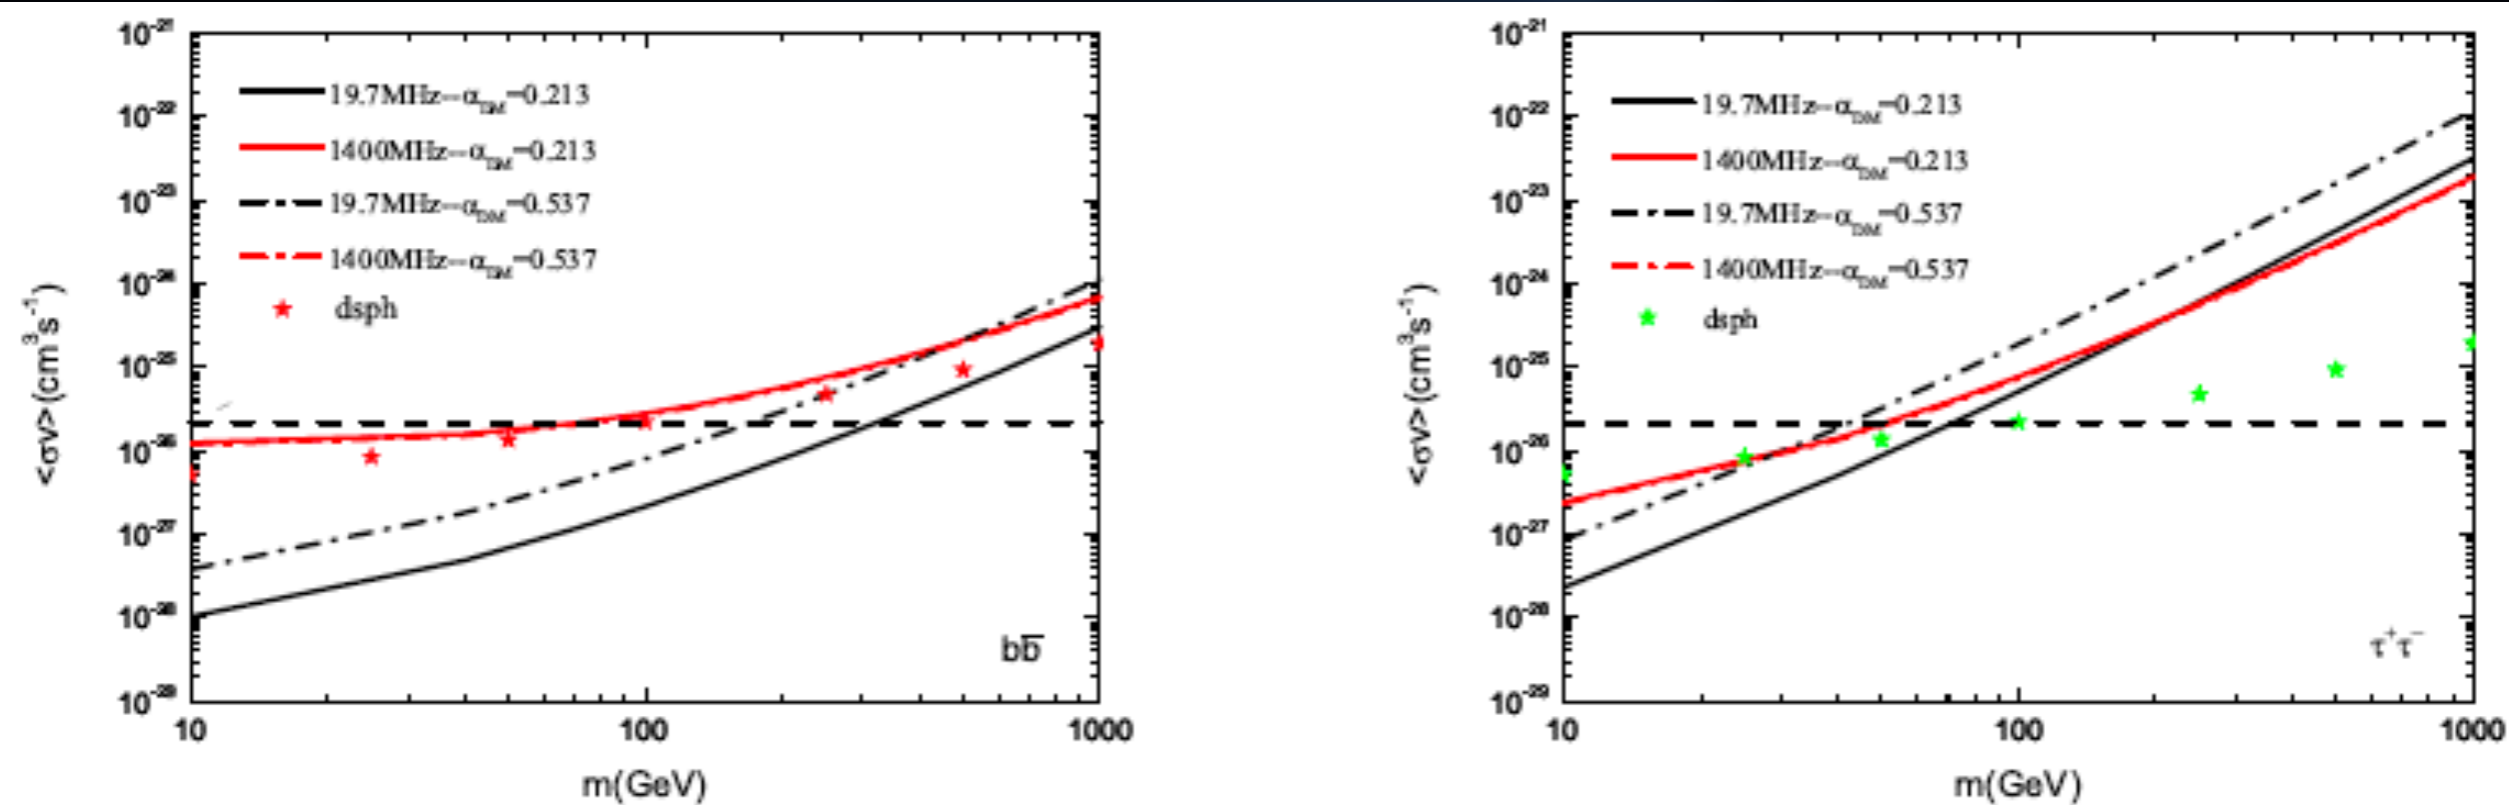 10⁻²¹
10⁻²²
10⁻²³
10⁻²⁴
10⁻²⁵
10⁻²⁶
10⁻²⁷
10⁻²⁸
10⁻²⁹
<σv>(cm³s⁻¹)
19.7MHz--α_DM=0.213
1400MHz--α_DM=0.213
19.7MHz--α_DM=0.537
1400MHz--α_DM=0.537
dsph
bb̅
10 100 1000
m(GeV)
10⁻²¹
10⁻²²
10⁻²³
10⁻²⁴
10⁻²⁵
10⁻²⁶
10⁻²⁷
10⁻²⁸
10⁻²⁹
<σv>(cm³s⁻¹)
19.7MHz--α_DM=0.213
1400MHz--α_DM=0.213
19.7MHz--α_DM=0.537
1400MHz--α_DM=0.537
dsph
τ⁺τ⁻
10 100 1000
m(GeV)